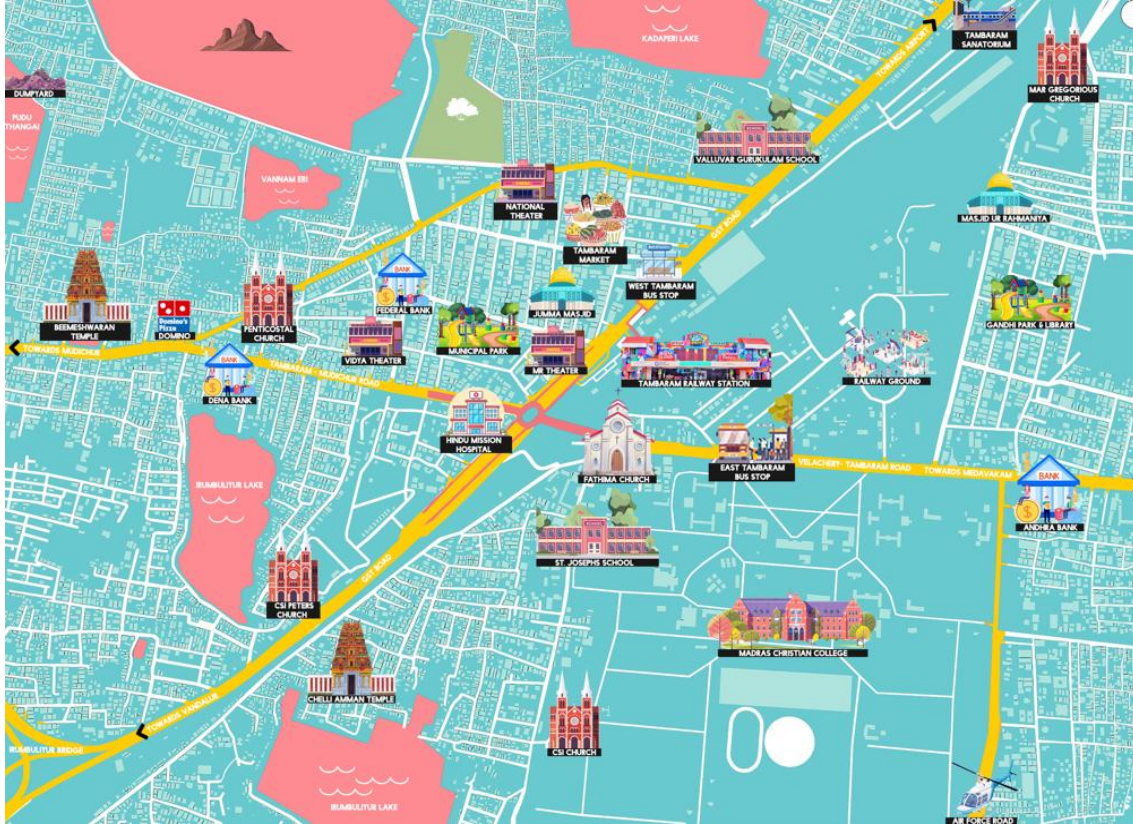 KADAPERI LAKE
TOWARDS AIRPORT
TAMBARAM
SANATORIUM
MAR GREGORIOUS
CHURCH
DUMPYARD
PUDU
THANGAI
VALLUVAR GURUKULAM SCHOOL
VANNAM ERI
NATIONAL
THEATER
MASJID UR RAHMANIYA
GST ROAD
TAMBARAM
MARKET
WEST TAMBARAM
BUS STOP
BANK
FEDERAL BANK
JUMMA MASJID
BEEMESHWARAN
TEMPLE
Domino's
Pizza
DOMINO
PENTICOSTAL
CHURCH
GANDHI PARK & LIBRARY
TOWARDS MUDICHUR
VIDYA THEATER
MUNICIPAL PARK
MR THEATER
TAMBARAM RAILWAY STATION
RAILWAY GROUND
BANK
DENA BANK
TAMBARAM - MUDICHUR ROAD
HINDU MISSION
HOSPITAL
FATHIMA CHURCH
EAST TAMBARAM
BUS STOP
VELACHERY- TAMBARAM ROAD
TOWARDS MEDAVAKAM
BANK
ANDHRA BANK
IRUMBULIYUR LAKE
SCHOOL
ST. JOSEPHS SCHOOL
GST ROAD
CSI PETERS
CHURCH
MADRAS CHRISTIAN COLLEGE
CHELLI AMMAN TEMPLE
TOWARDS VANDALUR
IRUMBULIYUR BRIDGE
CSI CHURCH
IRUMBULIYUR LAKE
AIR FORCE ROAD